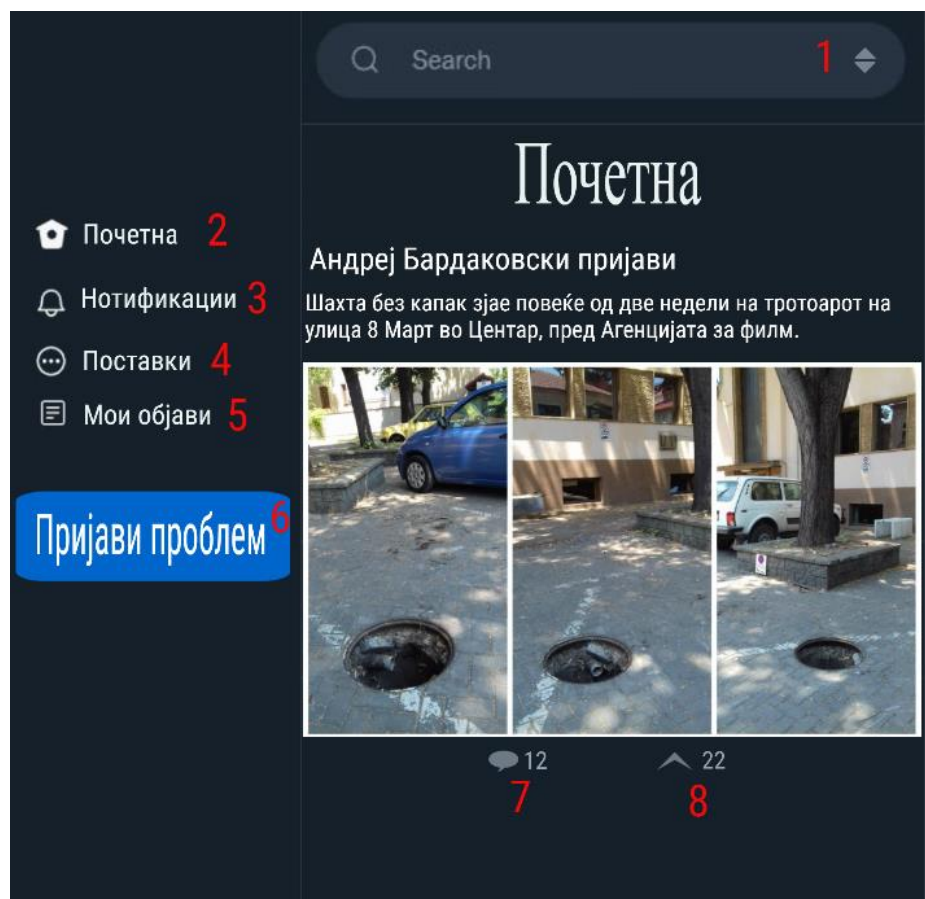 Search 1
Почетна
Почетна 2
Нотификации 3
Поставки 4
Мои објави 5
Пријави проблем 6
Андреј Бардаковски пријави
Шахта без капак зјае повеќе од две недели на тротоарот на
улица 8 Март во Центар, пред Агенцијата за филм.
12 22
7 8